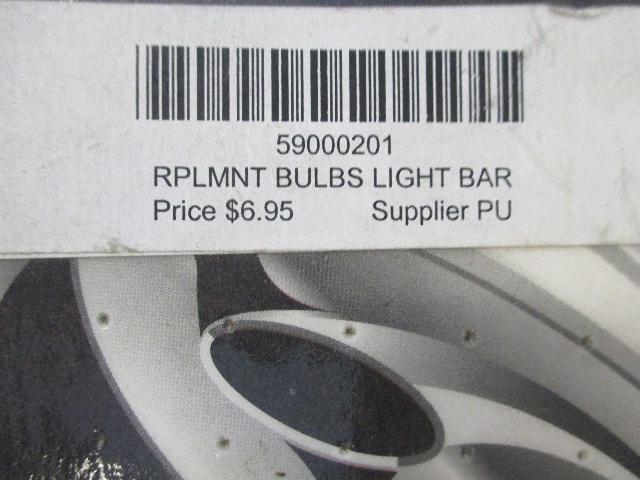 59000201
RPLMNT BULBS LIGHT BAR
Price $6.95 Supplier PU